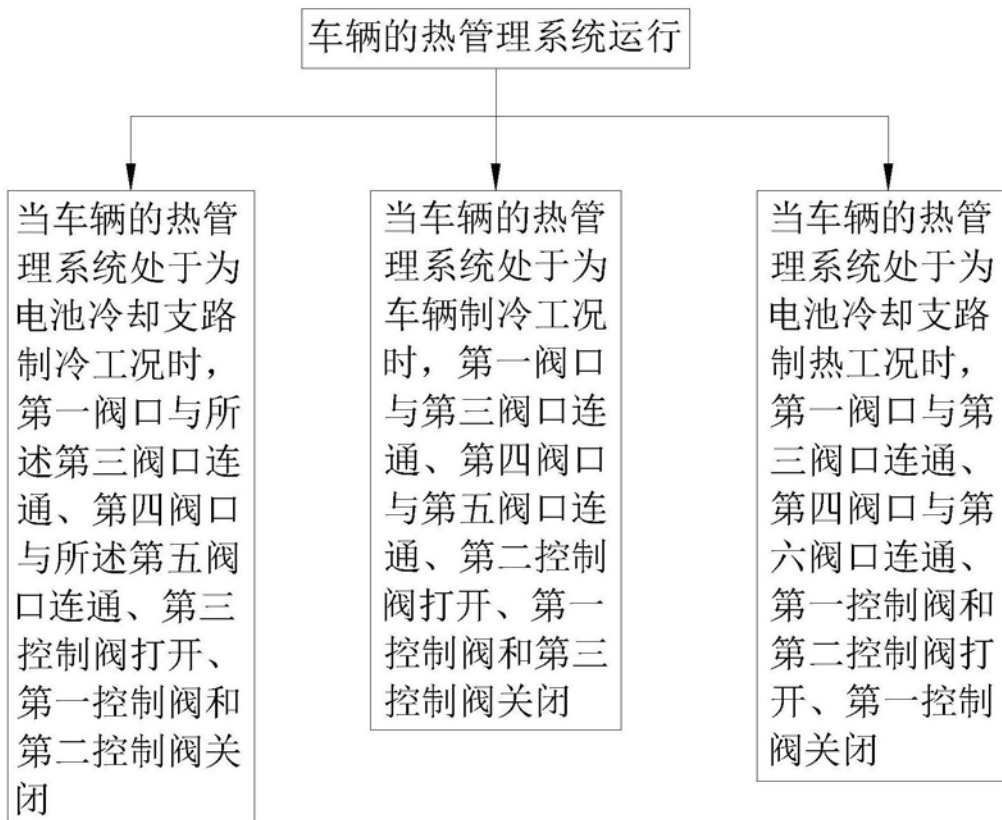 车辆的热管理系统运行
当车辆的热管
理系统处于为
电池冷却支路
制冷工况时，
第一阀口与所
述第三阀口连
通、第四阀口
与所述第五阀
口连通、第三
控制阀打开、
第一控制阀和
第二控制阀关
闭
当车辆的热管
理系统处于为
车辆制冷工况
时，第一阀口
与第三阀口连
通、第四阀口
与第五阀口连
通、第二控制
阀打开、第一
控制阀和第三
控制阀关闭
当车辆的热管
理系统处于为
电池冷却支路
制热工况时，
第一阀口与第
三阀口连通、
第四阀口与第
六阀口连通、
第一控制阀和
第二控制阀打
开、第一控制
阀关闭